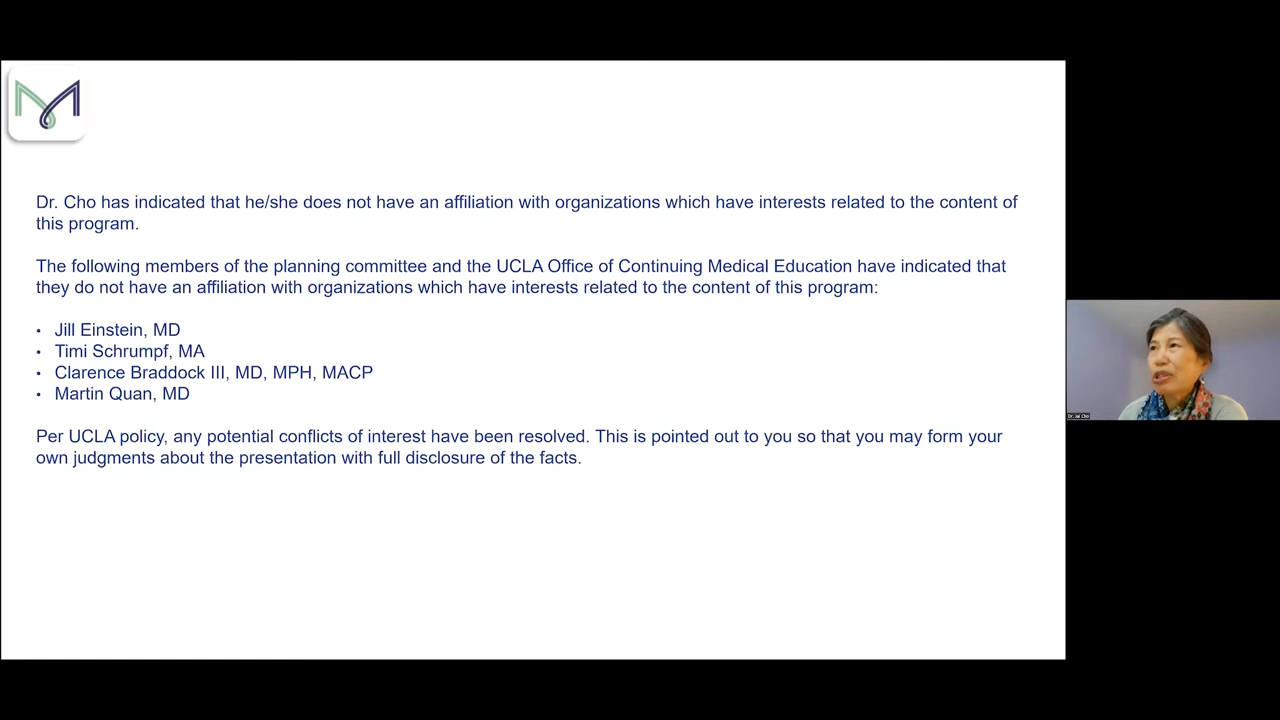 Dr. Cho has indicated that he/she does not have an affiliation with organizations which have interests related to the content of
this program.
The following members of the planning committee and the UCLA Office of Continuing Medical Education have indicated that
they do not have an affiliation with organizations which have interests related to the content of this program:
• Jill Einstein, MD
• Timi Schrumpf, MA
• Clarence Braddock III, MD, MPH, MACP
• Martin Quan, MD
Per UCLA policy, any potential conflicts of interest have been resolved. This is pointed out to you so that you may form your
own judgments about the presentation with full disclosure of the facts.
Dr. Jai Cho